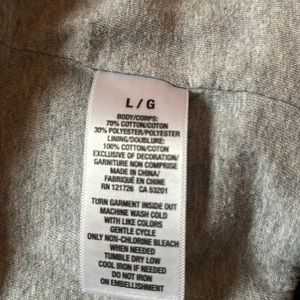 L / G
BODY/CORPS:
70% COTTON/COTON
30% POLYESTER/POLYESTER
LINING/DOUBLURE:
100% COTTON/COTON
EXCLUSIVE OF DECORATION/
GARNITURE NON COMPRISE
MADE IN CHINA/
FABRIQUÉ EN CHINE
RN 121726 CA 53201
TURN GARMENT INSIDE OUT
MACHINE WASH COLD
WITH LIKE COLORS
GENTLE CYCLE
ONLY NON-CHLORINE BLEACH
WHEN NEEDED
TUMBLE DRY LOW
COOL IRON IF NEEDED
DO NOT IRON
ON EMBELLISHMENT